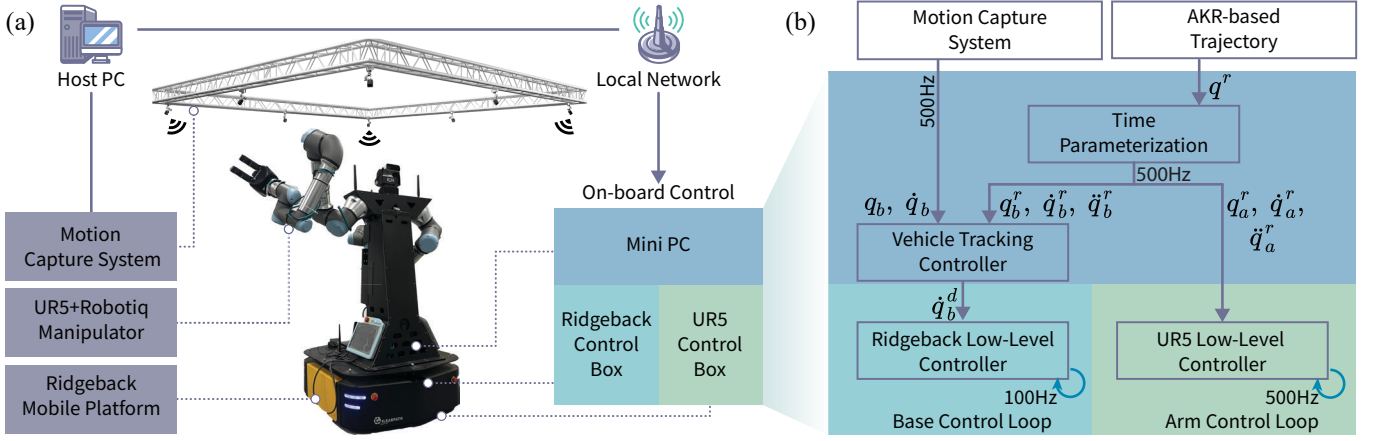 (a)
Host PC
Local Network
On-board Control
Motion
Capture System
UR5+Robotiq
Manipulator
Ridgeback
Mobile Platform
Mini PC
Ridgeback
Control
Box
UR5
Control
Box
CLEARPATH
(b)
Motion Capture
System
AKR-based
Trajectory
500Hz
q^r
Time
Parameterization
500Hz
q_b, q̇_b
q_b^r, q̇_b^r, q̈_b^r
q_a^r, q̇_a^r,
q̈_a^r
Vehicle Tracking
Controller
q̇_b^d
Ridgeback Low-Level
Controller
100Hz
Base Control Loop
UR5 Low-Level
Controller
500Hz
Arm Control Loop